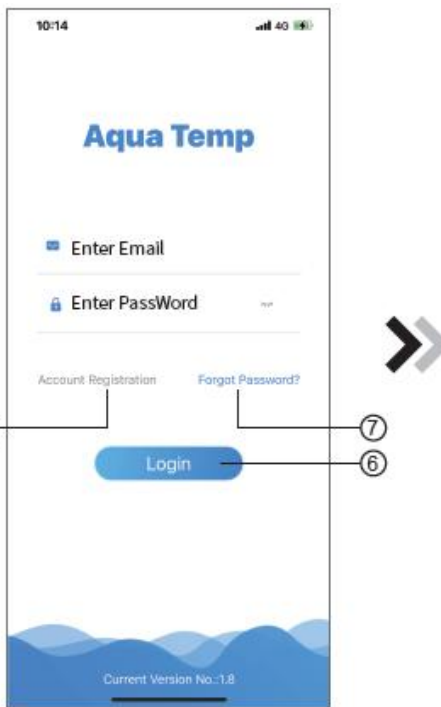 10:14
4G
Aqua Temp
Enter Email
Enter PassWord
Account Registration Forgot Password?
⑦
Login
⑥
Current Version No.:1.8